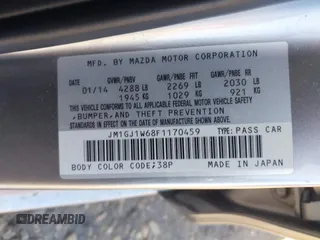 MFD. BY MAZDA MOTOR CORPORATION
GVWR/PNBV GAWR/PNBE FR GAWR/PNBE RR
01/14 4288 LB 2269 LB 2030 LB
1945 KG 1029 KG 921 KG
THIS VEHICLE CONFORMS TO ALL APPLICABLE
FEDERAL MOTOR VEHICLE SAFETY
,BUMPER,AND THEFT PREVENTION
STANDARDS IN EFFECT ON THE DATE OF
MANUFACTURE SHOWN ABOVE.
JM1GJ1W68F1170459 TYPE:PASS CAR
BODY COLOR CODE:38P MADE IN JAPAN
DREAMBID